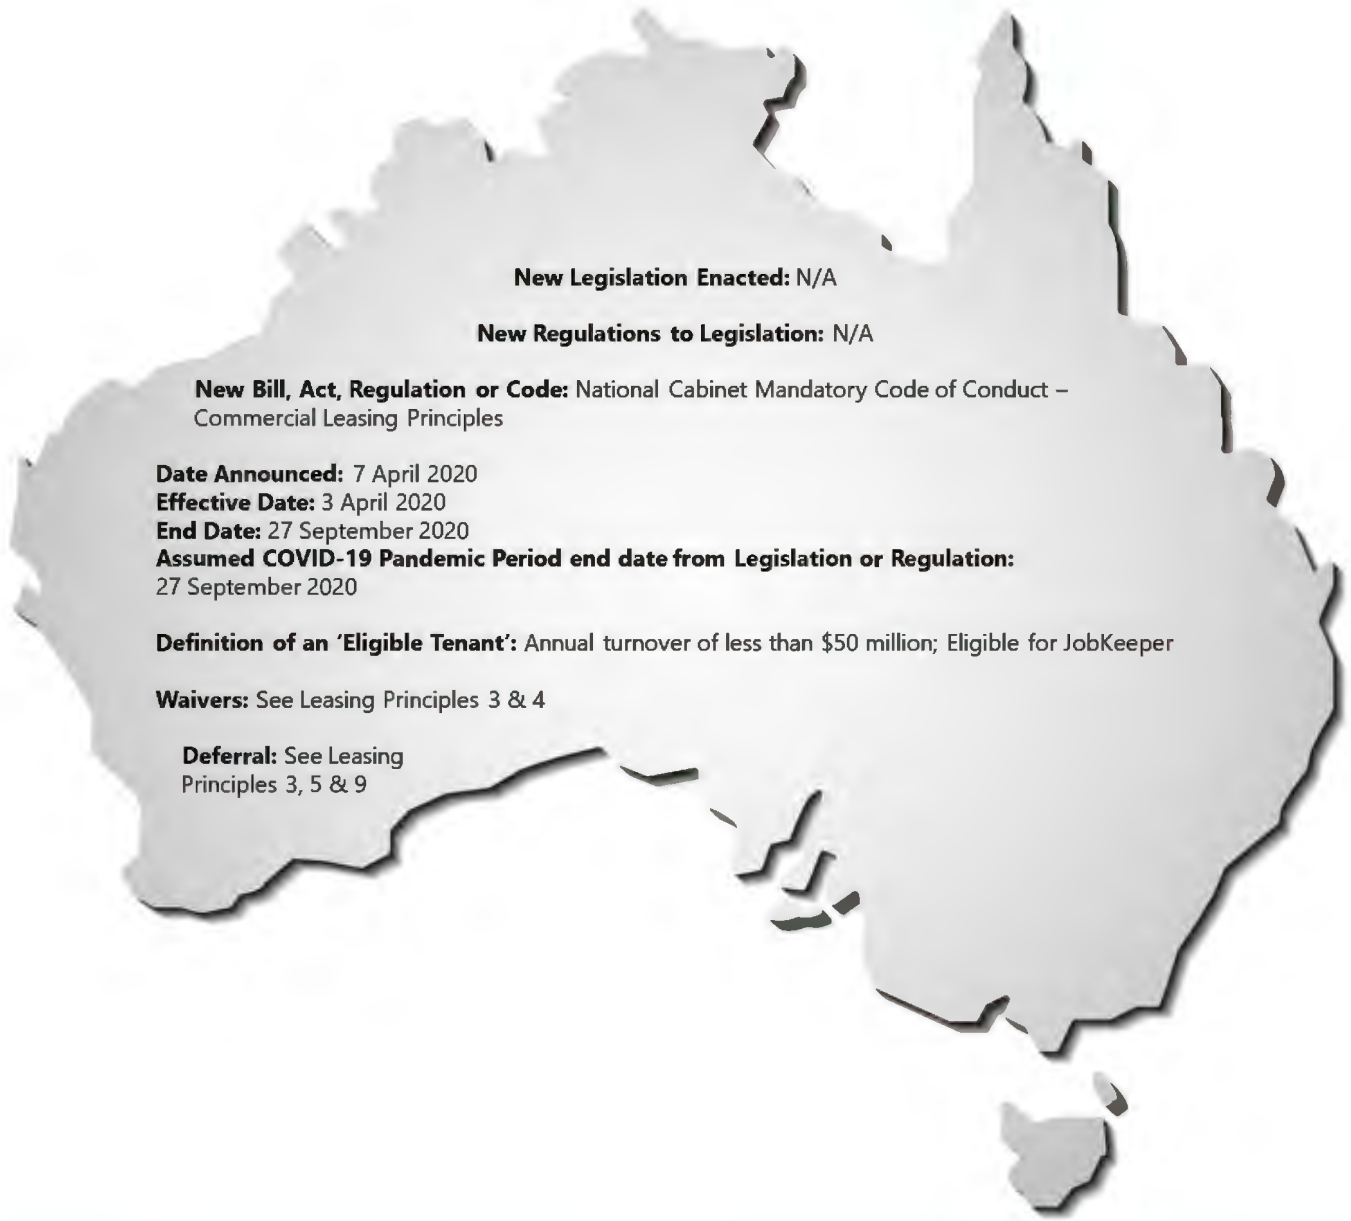 New Legislation Enacted: N/A
New Regulations to Legislation: N/A
New Bill, Act, Regulation or Code: National Cabinet Mandatory Code of Conduct –
Commercial Leasing Principles
Date Announced: 7 April 2020
Effective Date: 3 April 2020
End Date: 27 September 2020
Assumed COVID-19 Pandemic Period end date from Legislation or Regulation:
27 September 2020
Definition of an ‘Eligible Tenant’: Annual turnover of less than $50 million; Eligible for JobKeeper
Waivers: See Leasing Principles 3 & 4
Deferral: See Leasing
Principles 3, 5 & 9